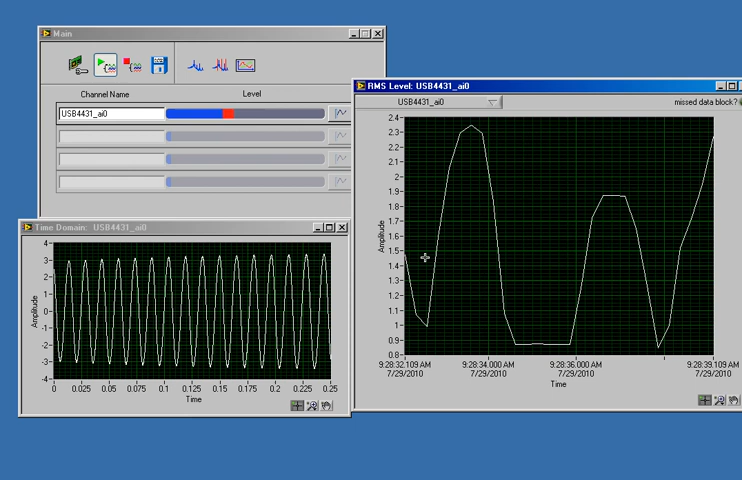 Main
Channel Name Level
USB4431_ai0
Time Domain: USB4431_ai0
4
3
2
1
0
-1
-2
-3
-4
Amplitude
0 0.025 0.05 0.075 0.1 0.125 0.15 0.175 0.2 0.225 0.25
Time
RMS Level: USB4431_ai0
USB4431_ai0 missed data block?
2.4
2.3
2.2
2.1
2
1.9
1.8
1.7
1.6
1.5
1.4
1.3
1.2
1.1
1
0.9
0.8
Amplitude
9:28:32.109 AM 9:28:34.000 AM 9:28:36.000 AM 9:28:39.109 AM
7/29/2010 7/29/2010 7/29/2010 7/29/2010
Time